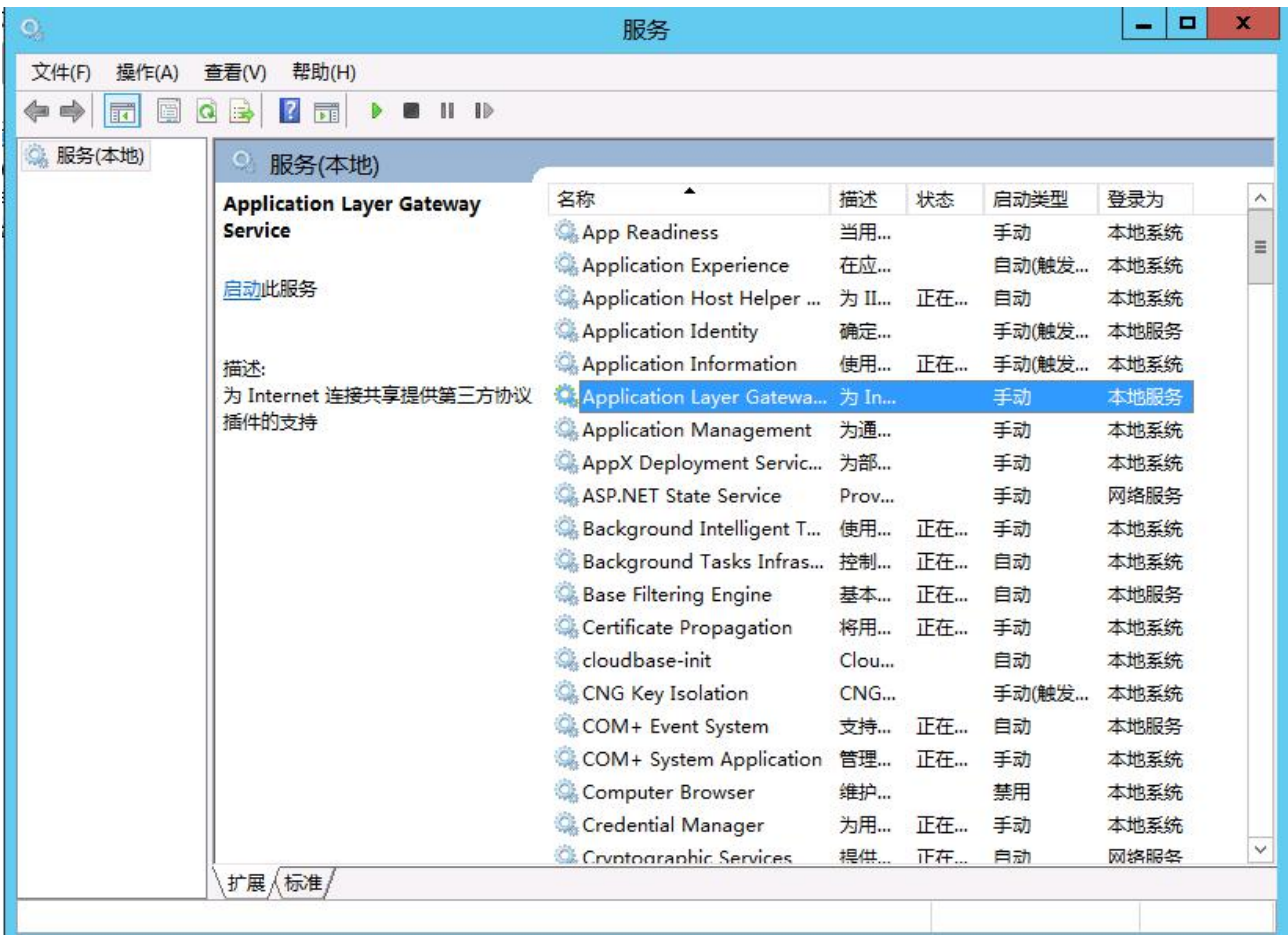 服务
文件(F) 操作(A) 查看(V) 帮助(H)
服务(本地)
服务(本地)
Application Layer Gateway
Service
启动此服务
描述:
为 Internet 连接共享提供第三方协议
插件的支持
名称 描述 状态 启动类型 登录为
App Readiness 当用... 手动 本地系统
Application Experience 在应... 自动(触发... 本地系统
Application Host Helper ... 为 II... 正在... 自动 本地系统
Application Identity 确定... 手动(触发... 本地服务
Application Information 使用... 正在... 手动(触发... 本地系统
Application Layer Gatewa... 为 In... 手动 本地服务
Application Management 为通... 手动 本地系统
AppX Deployment Servic... 为部... 手动 本地系统
ASP.NET State Service Prov... 手动 网络服务
Background Intelligent T... 使用... 正在... 手动 本地系统
Background Tasks Infras... 控制... 正在... 自动 本地系统
Base Filtering Engine 基本... 正在... 自动 本地服务
Certificate Propagation 将用... 正在... 手动 本地系统
cloudbase-init Clou... 自动 本地系统
CNG Key Isolation CNG... 手动(触发... 本地系统
COM+ Event System 支持... 正在... 自动 本地服务
COM+ System Application 管理... 正在... 手动 本地系统
Computer Browser 维护... 禁用 本地系统
Credential Manager 为用... 正在... 手动 本地系统
Cryptographic Services 提供... 正在... 自动 网络服务
扩展 标准